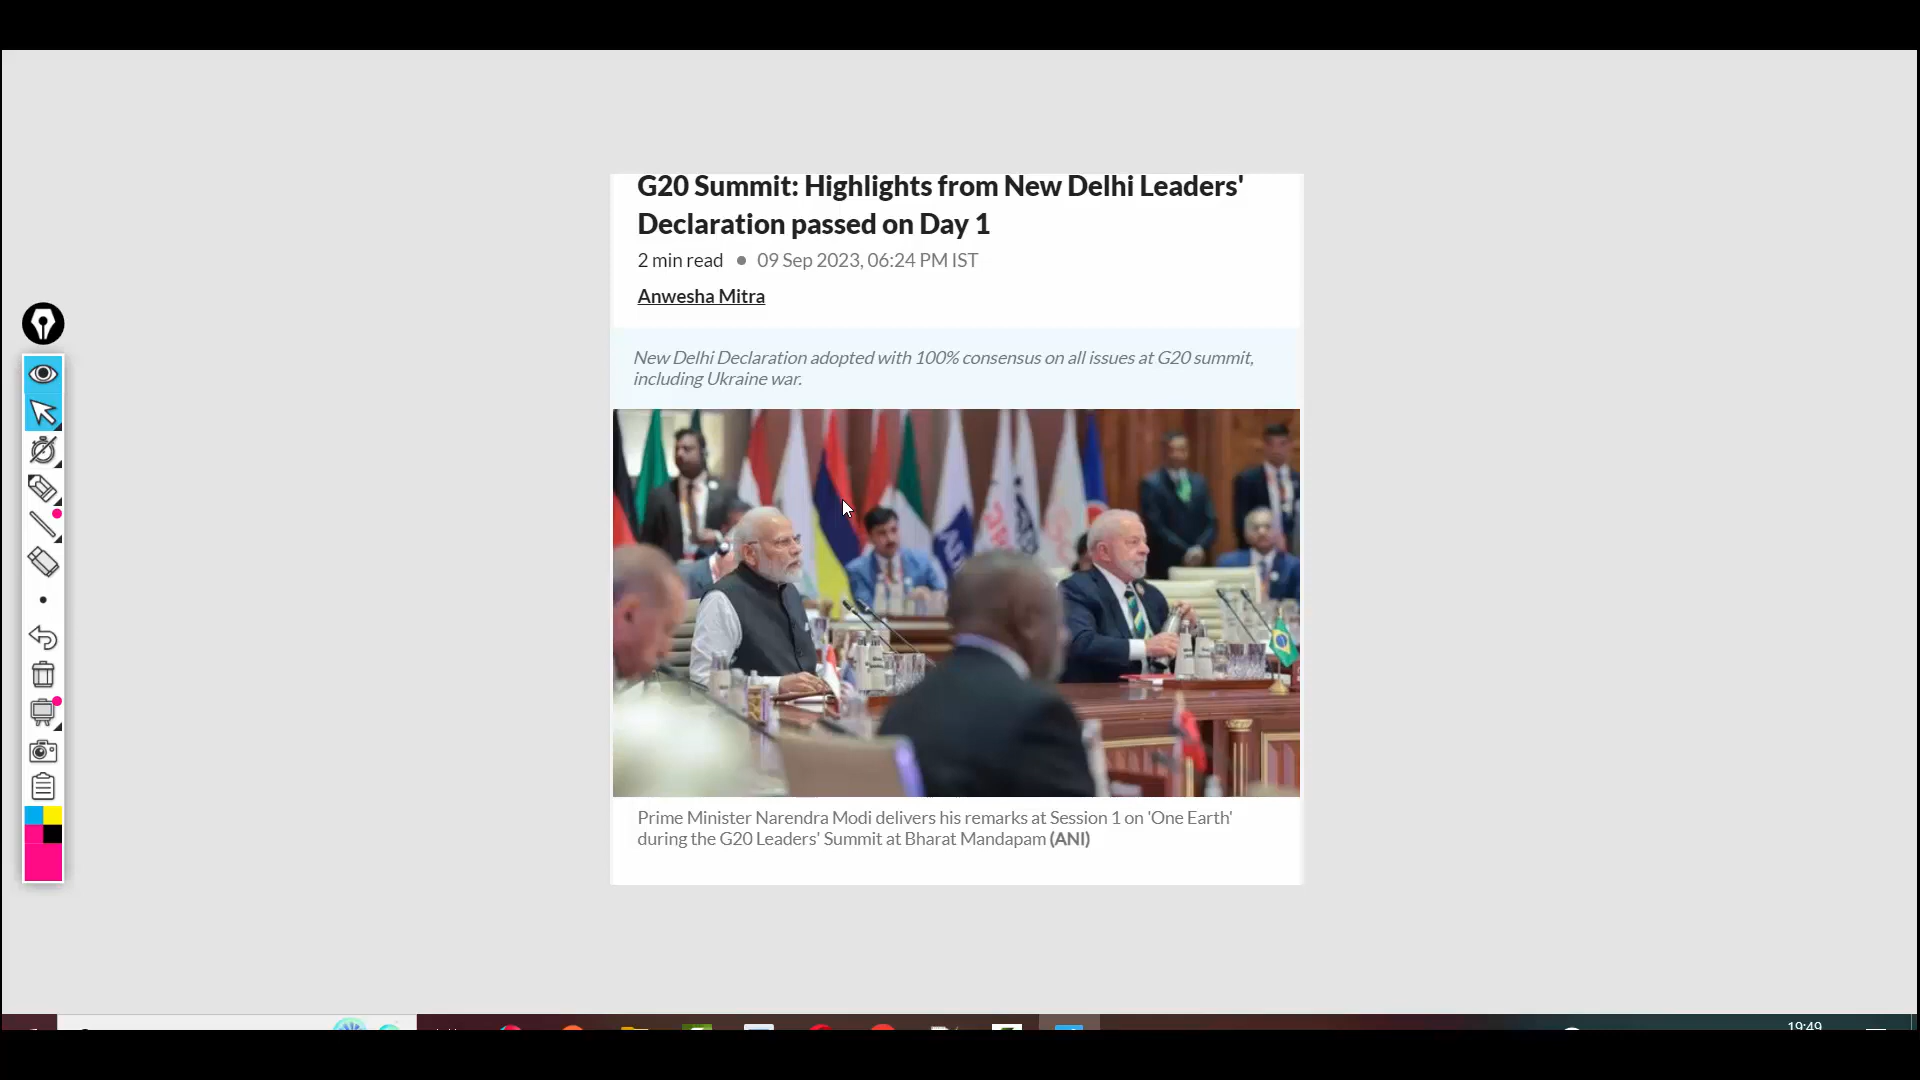 G20 Summit: Highlights from New Delhi Leaders'
Declaration passed on Day 1
2 min read • 09 Sep 2023, 06:24 PM IST
Anwesha Mitra
New Delhi Declaration adopted with 100% consensus on all issues at G20 summit,
including Ukraine war.
Prime Minister Narendra Modi delivers his remarks at Session 1 on 'One Earth'
during the G20 Leaders' Summit at Bharat Mandapam (ANI)
19:49